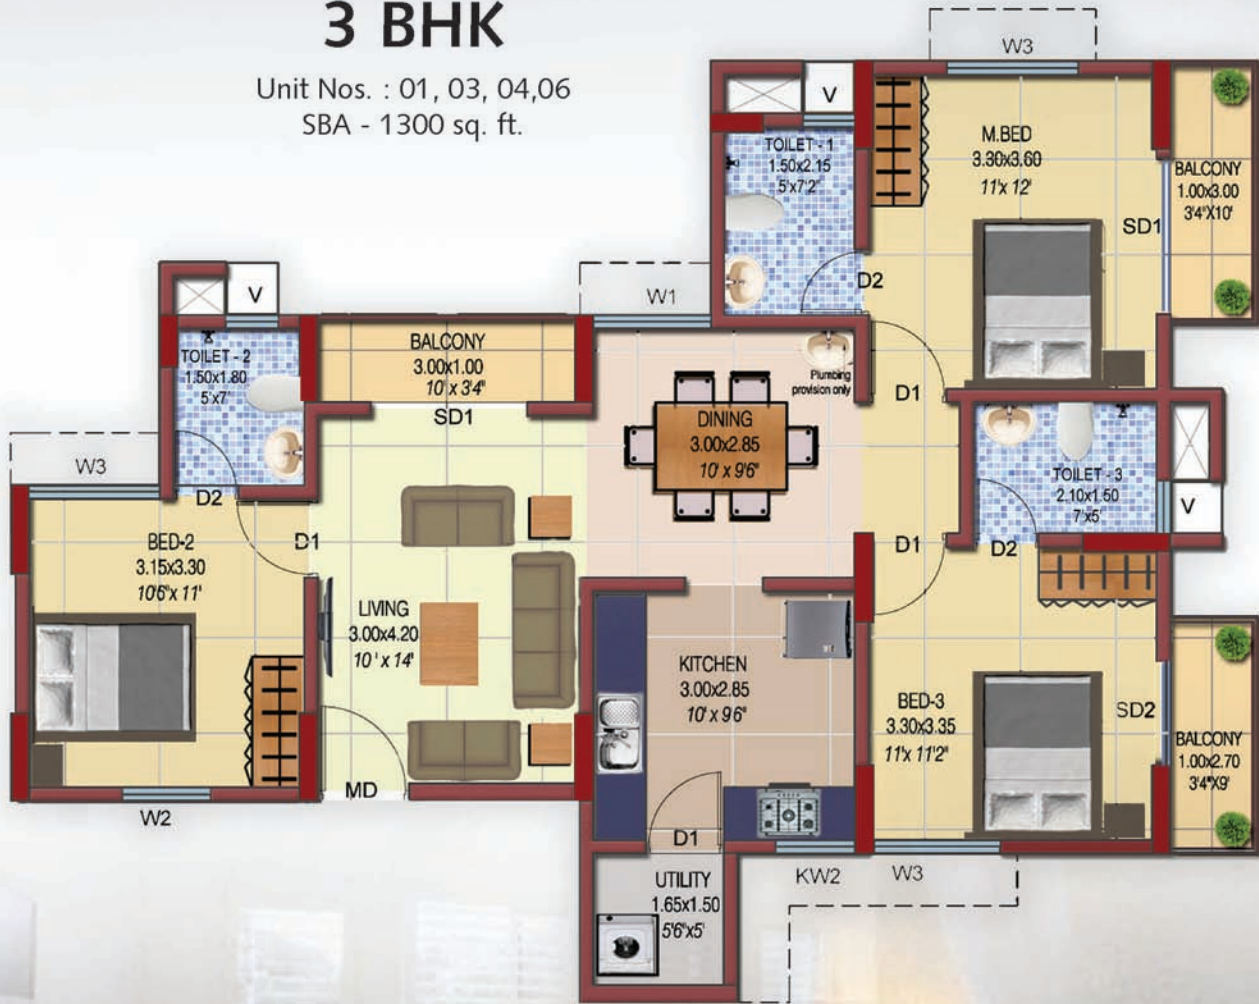 3 BHK
Unit Nos. : 01, 03, 04,06
SBA - 1300 sq. ft.
W3
V
TOILET - 1
1.50x2.15
5'x7'2"
M.BED
3.30x3.60
11'x 12'
BALCONY
1.00x3.00
3'4"X10'
SD1
D2
W1
V
TOILET - 2
1.50x1.80
5'x7'
BALCONY
3.00x1.00
10' x 3'4"
SD1
Plumbing
provision only
D1
DINING
3.00x2.85
10' x 9'6"
W3
D2
TOILET - 3
2.10x1.50
7'x5'
V
D1
BED-2
3.15x3.30
10'6" x 11'
D1
D2
LIVING
3.00x4.20
10 ' x 14'
KITCHEN
3.00x2.85
10' x 9'6"
BED-3
3.30x3.35
11'x 11'2"
SD2
BALCONY
1.00x2.70
3'4"X9'
MD
W2
D1
KW2
W3
UTILITY
1.65x1.50
5'6"x5'